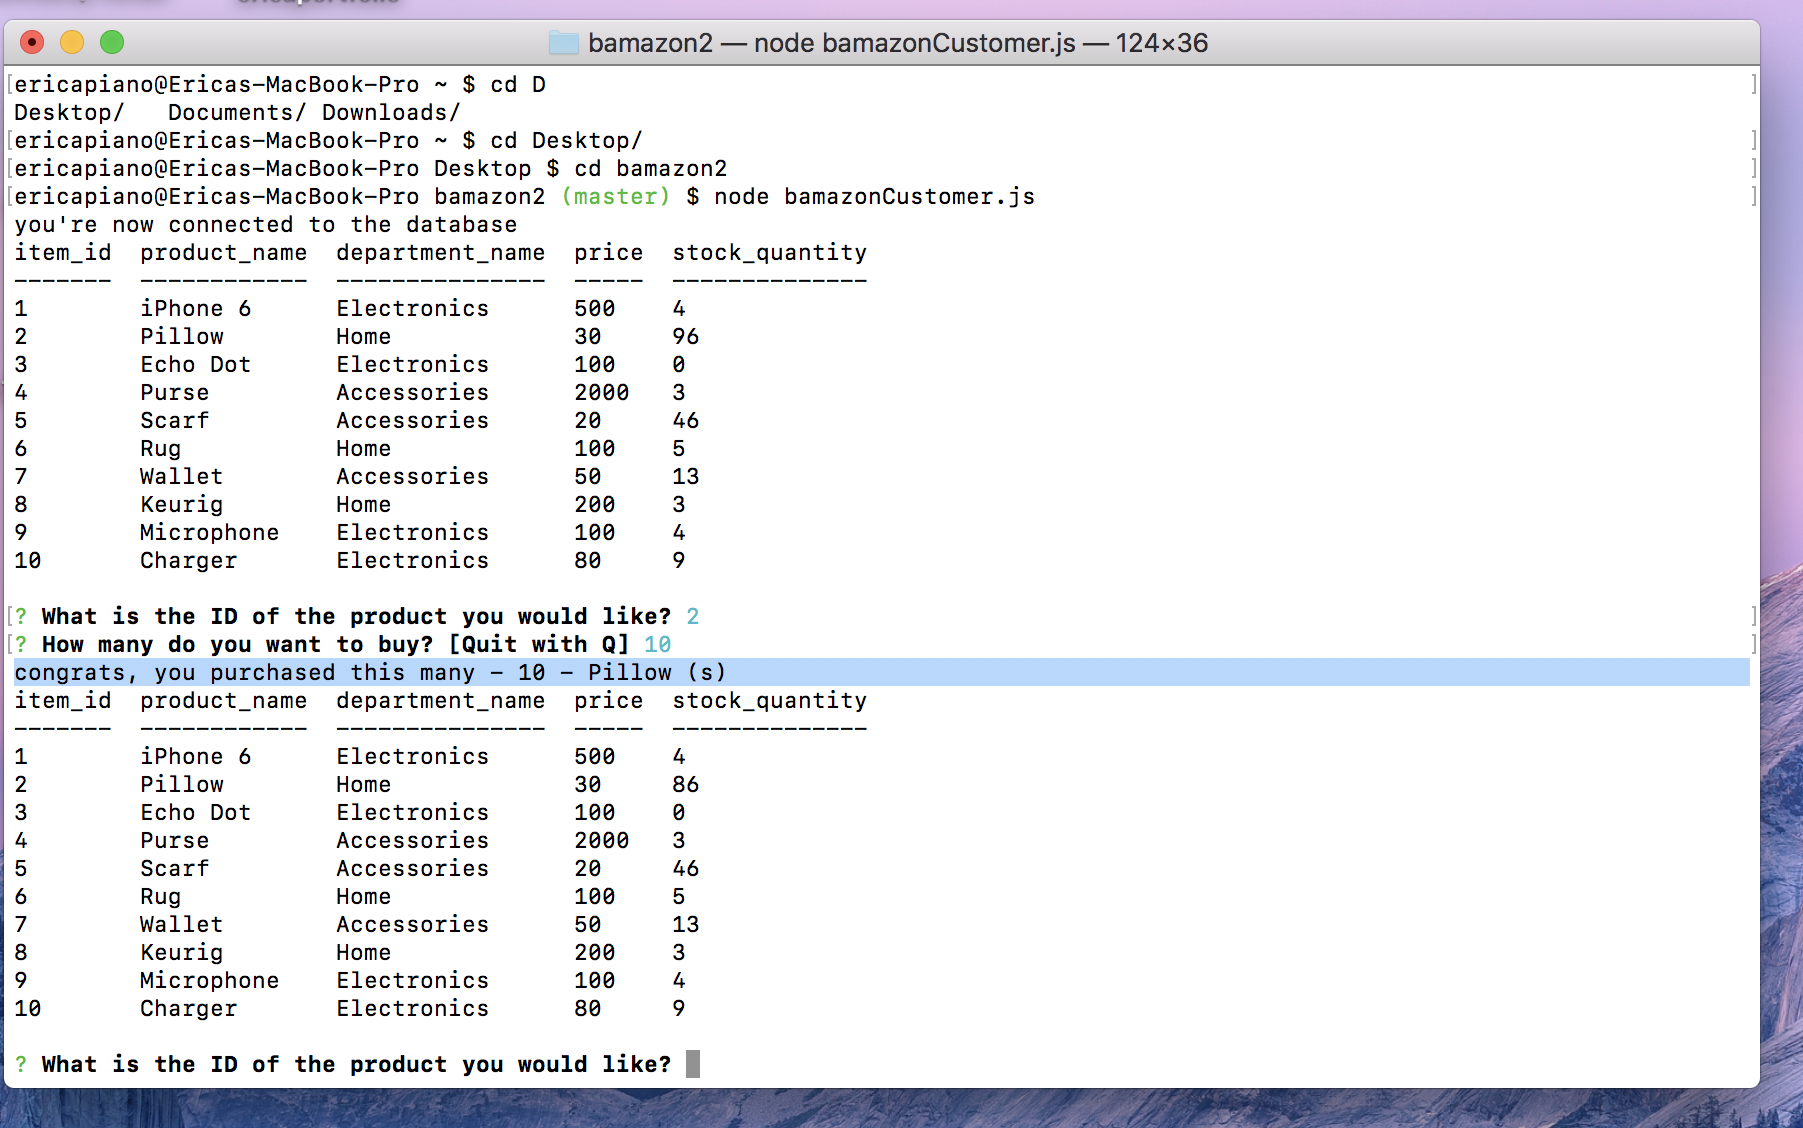 bamazon2 — node bamazonCustomer.js — 124×36
[ericapiano@Ericas-MacBook-Pro ~ $ cd D ]
Desktop/   Documents/ Downloads/
[ericapiano@Ericas-MacBook-Pro ~ $ cd Desktop/ ]
[ericapiano@Ericas-MacBook-Pro Desktop $ cd bamazon2 ]
[ericapiano@Ericas-MacBook-Pro bamazon2 (master) $ node bamazonCustomer.js ]
you're now connected to the database
item_id  product_name  department_name  price  stock_quantity
-------  ------------  ---------------  -----  --------------
1        iPhone 6      Electronics      500    4
2        Pillow        Home             30     96
3        Echo Dot      Electronics      100    0
4        Purse         Accessories      2000   3
5        Scarf         Accessories      20     46
6        Rug           Home             100    5
7        Wallet        Accessories      50     13
8        Keurig        Home             200    3
9        Microphone    Electronics      100    4
10       Charger       Electronics      80     9
[? What is the ID of the product you would like? 2 ]
[? How many do you want to buy? [Quit with Q] 10 ]
congrats, you purchased this many - 10 - Pillow (s)
item_id  product_name  department_name  price  stock_quantity
-------  ------------  ---------------  -----  --------------
1        iPhone 6      Electronics      500    4
2        Pillow        Home             30     86
3        Echo Dot      Electronics      100    0
4        Purse         Accessories      2000   3
5        Scarf         Accessories      20     46
6        Rug           Home             100    5
7        Wallet        Accessories      50     13
8        Keurig        Home             200    3
9        Microphone    Electronics      100    4
10       Charger       Electronics      80     9
? What is the ID of the product you would like?